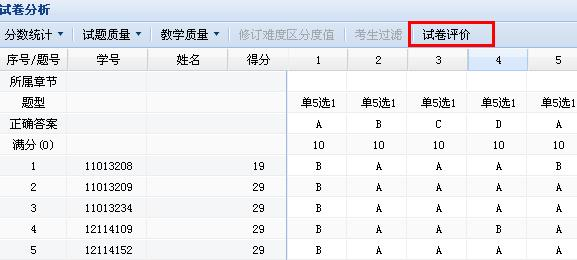 试卷分析
分数统计 试题质量 教学质量 修订难度区分度值 考生过滤 试卷评价
序号/题号 学号 姓名 得分 1 2 3 4 5
所属章节
题型 单5选1 单5选1 单5选1 单5选1 单5选1
正确答案 A B C D A
满分(0) 10 10 10 10 10
1 11013208 19 B A A A B
2 11013209 29 B A A A A
3 11013234 29 B A A A A
4 12114109 29 B A A B A
5 12114152 29 B A A A A